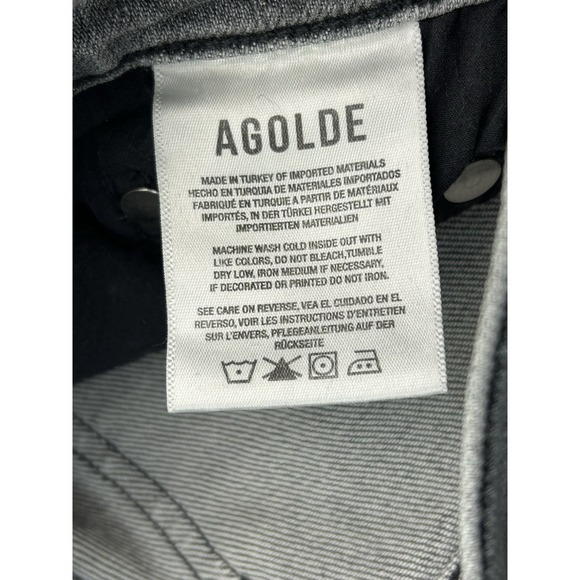 AGOLDE
MADE IN TURKEY OF IMPORTED MATERIALS
HECHO EN TURQUIA DE MATERIALES IMPORTADOS
FABRIQUÉ EN TURQUIE A PARTIR DE MATÉRIAUX
IMPORTÉS, IN DER TÜRKEI HERGESTELLT MIT
IMPORTIERTEN MATERIALIEN
MACHINE WASH COLD INSIDE OUT WITH
LIKE COLORS, DO NOT BLEACH,TUMBLE
DRY LOW, IRON MEDIUM IF NECESSARY,
IF DECORATED OR PRINTED DO NOT IRON.
SEE CARE ON REVERSE, VEA EL CUIDADO EN EL
REVERSO, VOIR LES INSTRUCTIONS D'ENTRETIEN
SUR L'ENVERS, PFLEGEANLEITUNG AUF DER
RÜCKSEITE